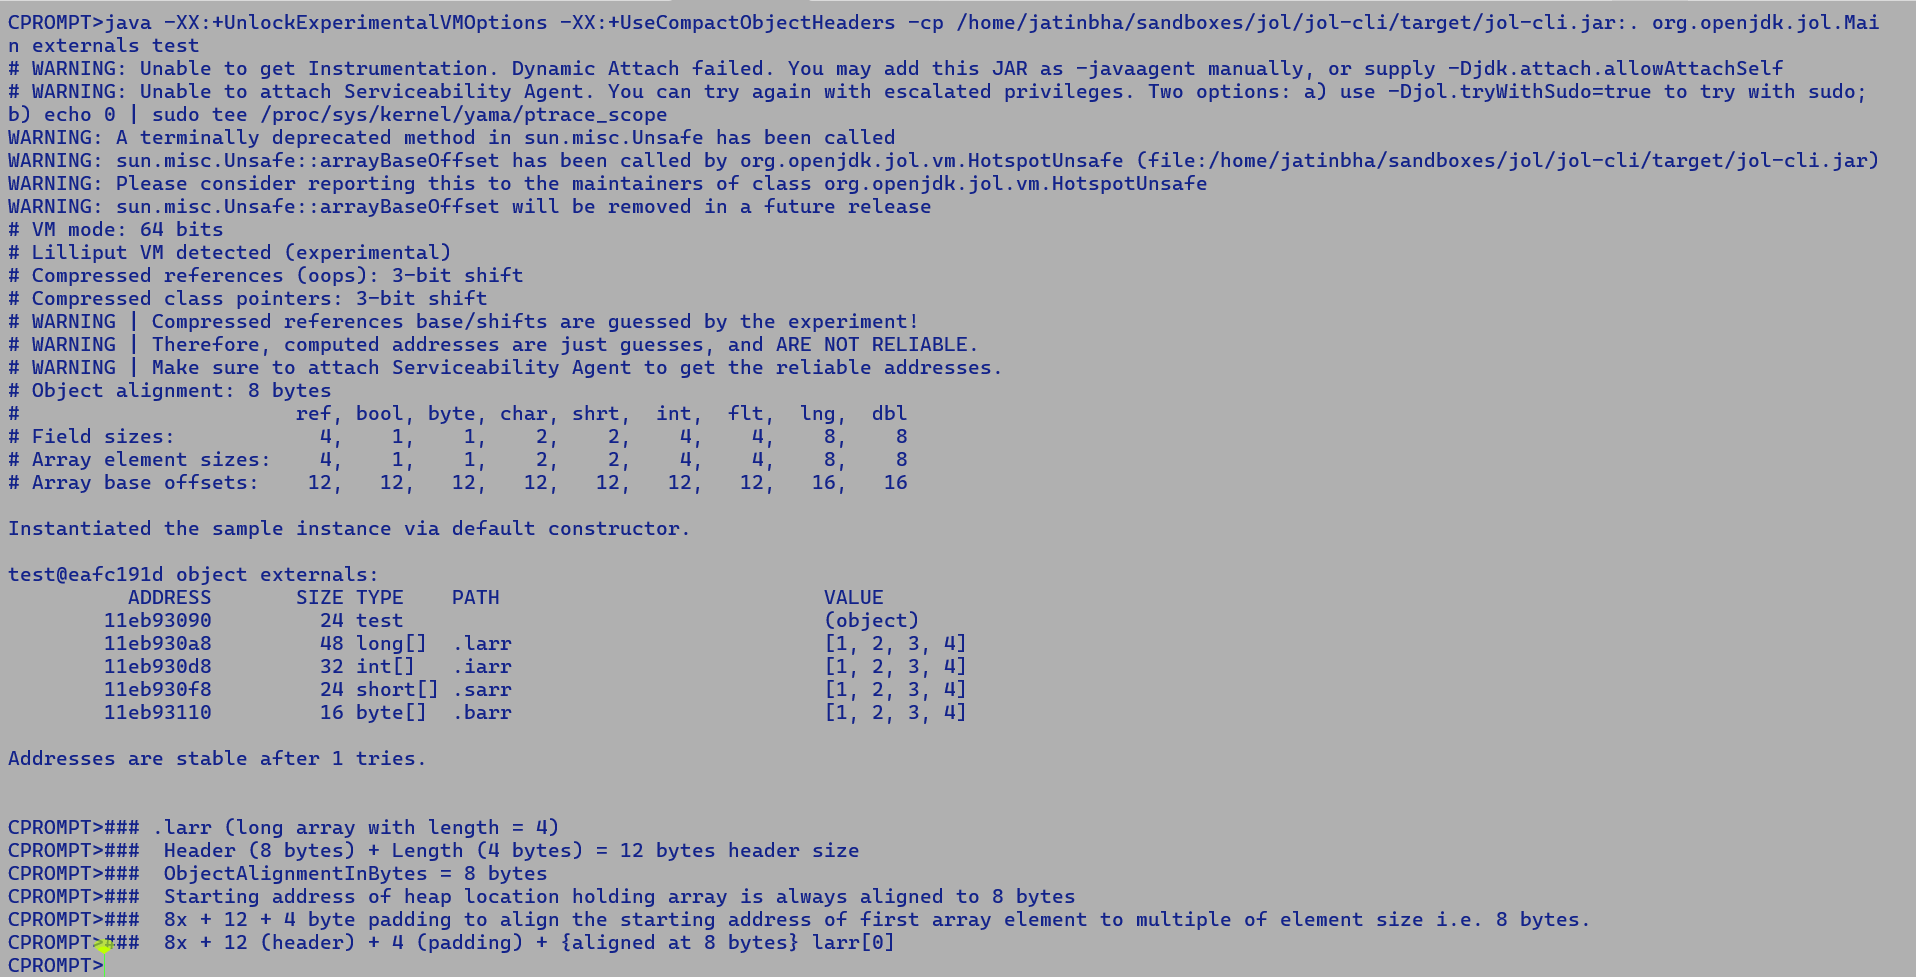 CPROMPT>java -XX:+UnlockExperimentalVMOptions -XX:+UseCompactObjectHeaders -cp /home/jatinbha/sandboxes/jol/jol-cli/target/jol-cli.jar:. org.openjdk.jol.Mai
n externals test
# WARNING: Unable to get Instrumentation. Dynamic Attach failed. You may add this JAR as -javaagent manually, or supply -Djdk.attach.allowAttachSelf
# WARNING: Unable to attach Serviceability Agent. You can try again with escalated privileges. Two options: a) use -Djol.tryWithSudo=true to try with sudo;
b) echo 0 | sudo tee /proc/sys/kernel/yama/ptrace_scope
WARNING: A terminally deprecated method in sun.misc.Unsafe has been called
WARNING: sun.misc.Unsafe::arrayBaseOffset has been called by org.openjdk.jol.vm.HotspotUnsafe (file:/home/jatinbha/sandboxes/jol/jol-cli/target/jol-cli.jar)
WARNING: Please consider reporting this to the maintainers of class org.openjdk.jol.vm.HotspotUnsafe
WARNING: sun.misc.Unsafe::arrayBaseOffset will be removed in a future release
# VM mode: 64 bits
# Lilliput VM detected (experimental)
# Compressed references (oops): 3-bit shift
# Compressed class pointers: 3-bit shift
# WARNING | Compressed references base/shifts are guessed by the experiment!
# WARNING | Therefore, computed addresses are just guesses, and ARE NOT RELIABLE.
# WARNING | Make sure to attach Serviceability Agent to get the reliable addresses.
# Object alignment: 8 bytes
#                       ref, bool, byte, char, shrt,  int,  flt,  lng,  dbl
# Field sizes:            4,    1,    1,    2,    2,    4,    4,    8,    8
# Array element sizes:    4,    1,    1,    2,    2,    4,    4,    8,    8
# Array base offsets:    12,   12,   12,   12,   12,   12,   12,   16,   16
Instantiated the sample instance via default constructor.
test@eafc191d object externals:
          ADDRESS       SIZE TYPE    PATH                           VALUE
        11eb93090         24 test                                   (object)
        11eb930a8         48 long[]  .larr                          [1, 2, 3, 4]
        11eb930d8         32 int[]   .iarr                          [1, 2, 3, 4]
        11eb930f8         24 short[] .sarr                          [1, 2, 3, 4]
        11eb93110         16 byte[]  .barr                          [1, 2, 3, 4]
Addresses are stable after 1 tries.
CPROMPT>### .larr (long array with length = 4)
CPROMPT>###  Header (8 bytes) + Length (4 bytes) = 12 bytes header size
CPROMPT>###  ObjectAlignmentInBytes = 8 bytes
CPROMPT>###  Starting address of heap location holding array is always aligned to 8 bytes
CPROMPT>###  8x + 12 + 4 byte padding to align the starting address of first array element to multiple of element size i.e. 8 bytes.
CPROMPT>###  8x + 12 (header) + 4 (padding) + {aligned at 8 bytes} larr[0]
CPROMPT>